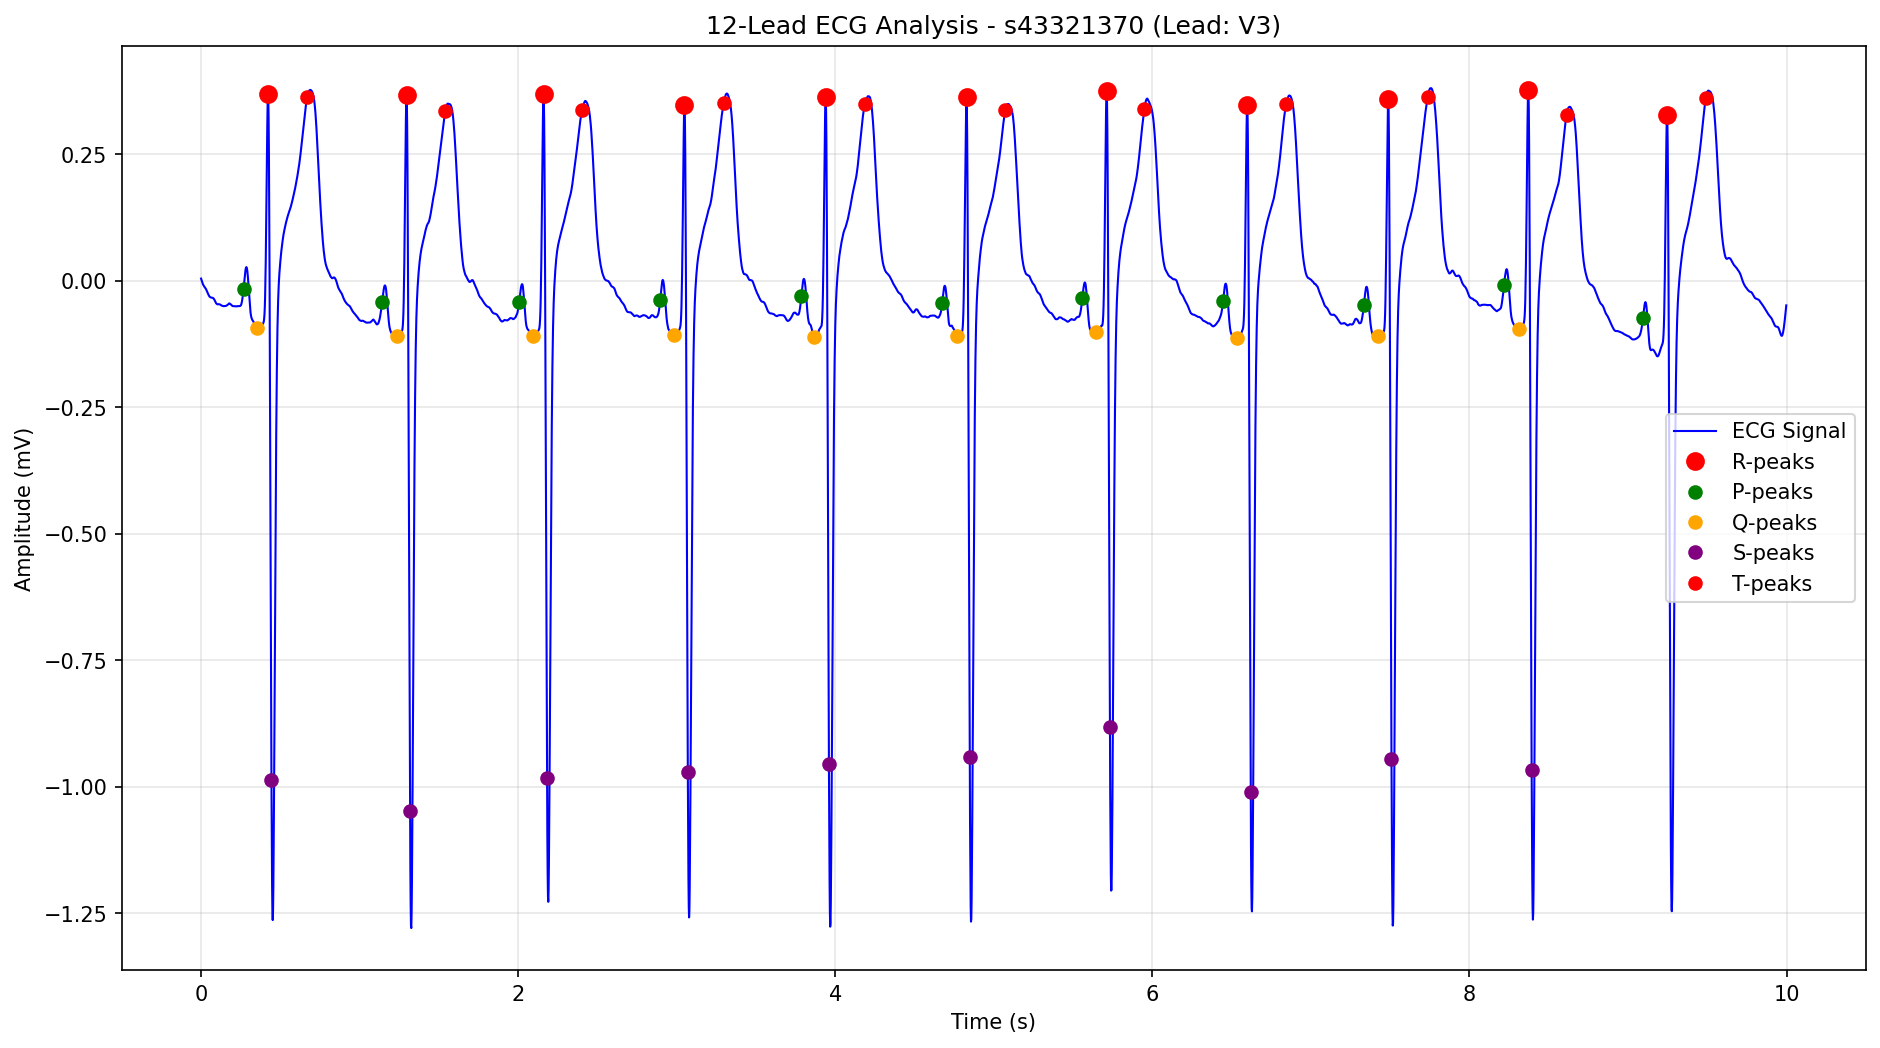 12-Lead ECG Analysis - s43321370 (Lead: V3)
0.25
0.00
−0.25
−0.50
−0.75
−1.00
−1.25
Amplitude (mV)
ECG Signal
R-peaks
P-peaks
Q-peaks
S-peaks
T-peaks
0 2 4 6 8 10
Time (s)